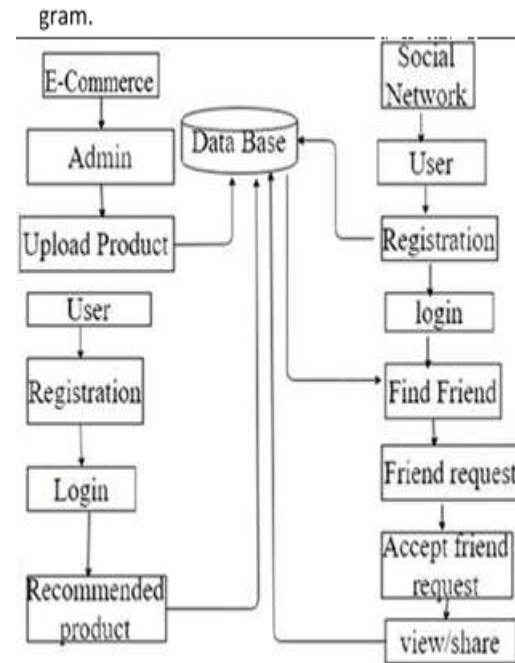 gram.
E-Commerce
Admin
Upload Product
User
Registration
Login
Recommended
product
Data Base
Social
Network
User
Registration
login
Find Friend
Friend request
Accept friend
request
view/share